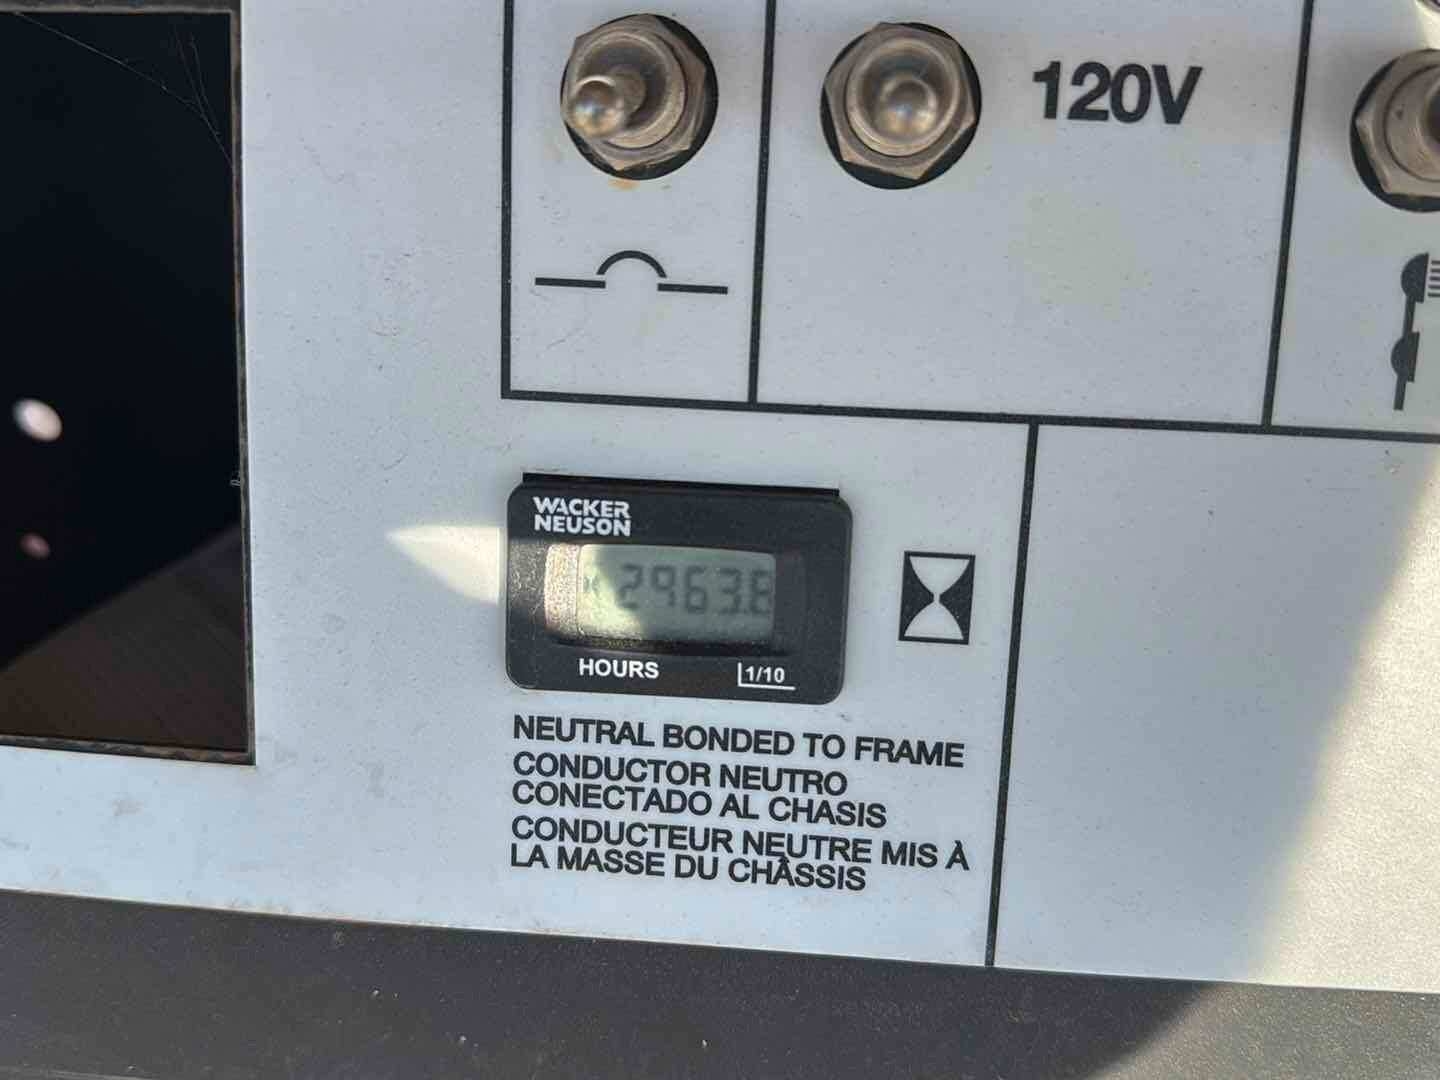 120V
WACKER
NEUSON
2963.8
HOURS
1/10
NEUTRAL BONDED TO FRAME
CONDUCTOR NEUTRO
CONECTADO AL CHASIS
CONDUCTEUR NEUTRE MIS À
LA MASSE DU CHÂSSIS